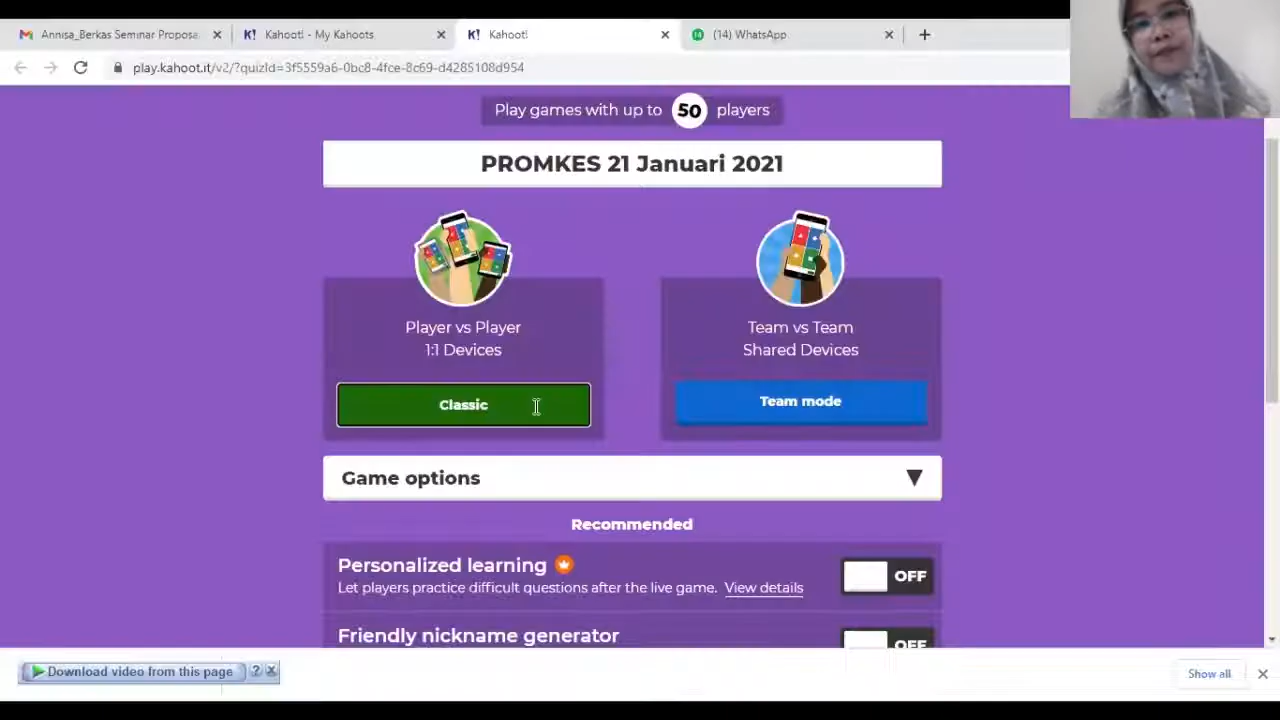 Annisa_Berkas Seminar Proposa
K! Kahoot! - My Kahoots
K! Kahoot!
(14) WhatsApp
play.kahoot.it/v2/?quizId=3f5559a6-0bc8-4fce-8c69-d4285108d954
Play games with up to 50 players
PROMKES 21 Januari 2021
Player vs Player
1:1 Devices
Classic
Team vs Team
Shared Devices
Team mode
Game options
Recommended
Personalized learning
Let players practice difficult questions after the live game. View details
OFF
Friendly nickname generator
OFF
Download video from this page
?
Show all